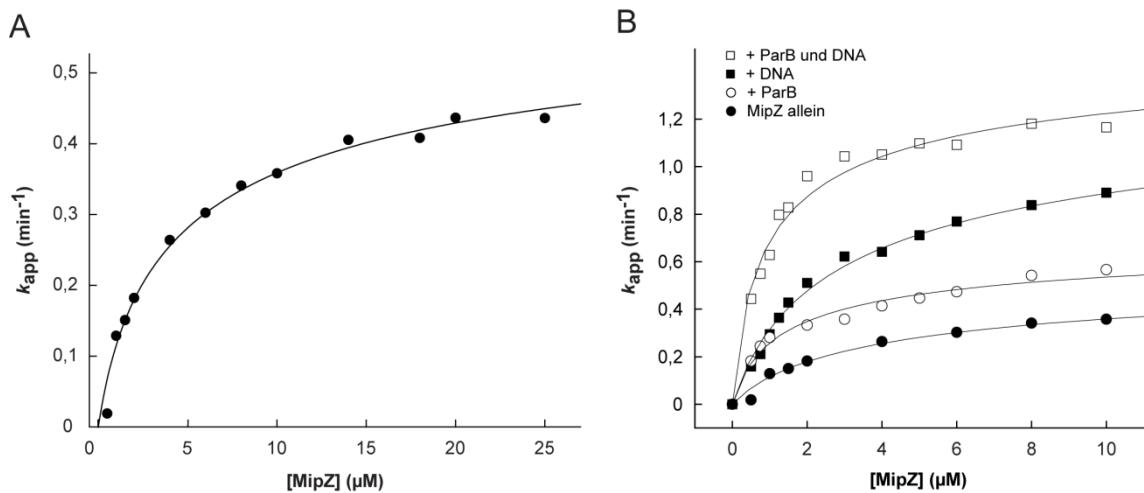 A
0,5
0,4
0,3
0,2
0,1
0
kapp (min-1)
0 5 10 15 20 25
[MipZ] (µM)
B
+ ParB und DNA
+ DNA
+ ParB
MipZ allein
1,2
1,0
0,8
0,6
0,4
0,2
0
kapp (min-1)
0 2 4 6 8 10
[MipZ] (µM)